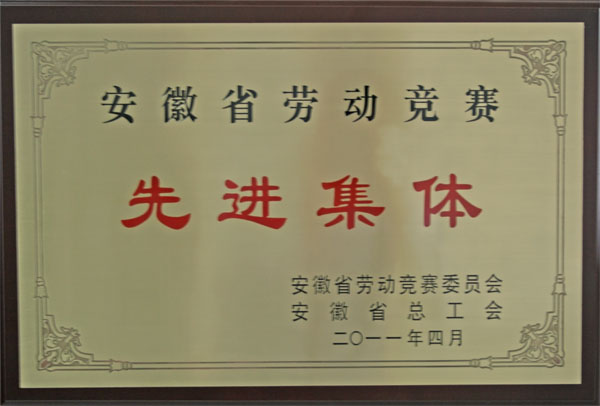 安徽省劳动竞赛
先进集体
安徽省劳动竞赛委员会
安徽省总工会
二〇一一年四月